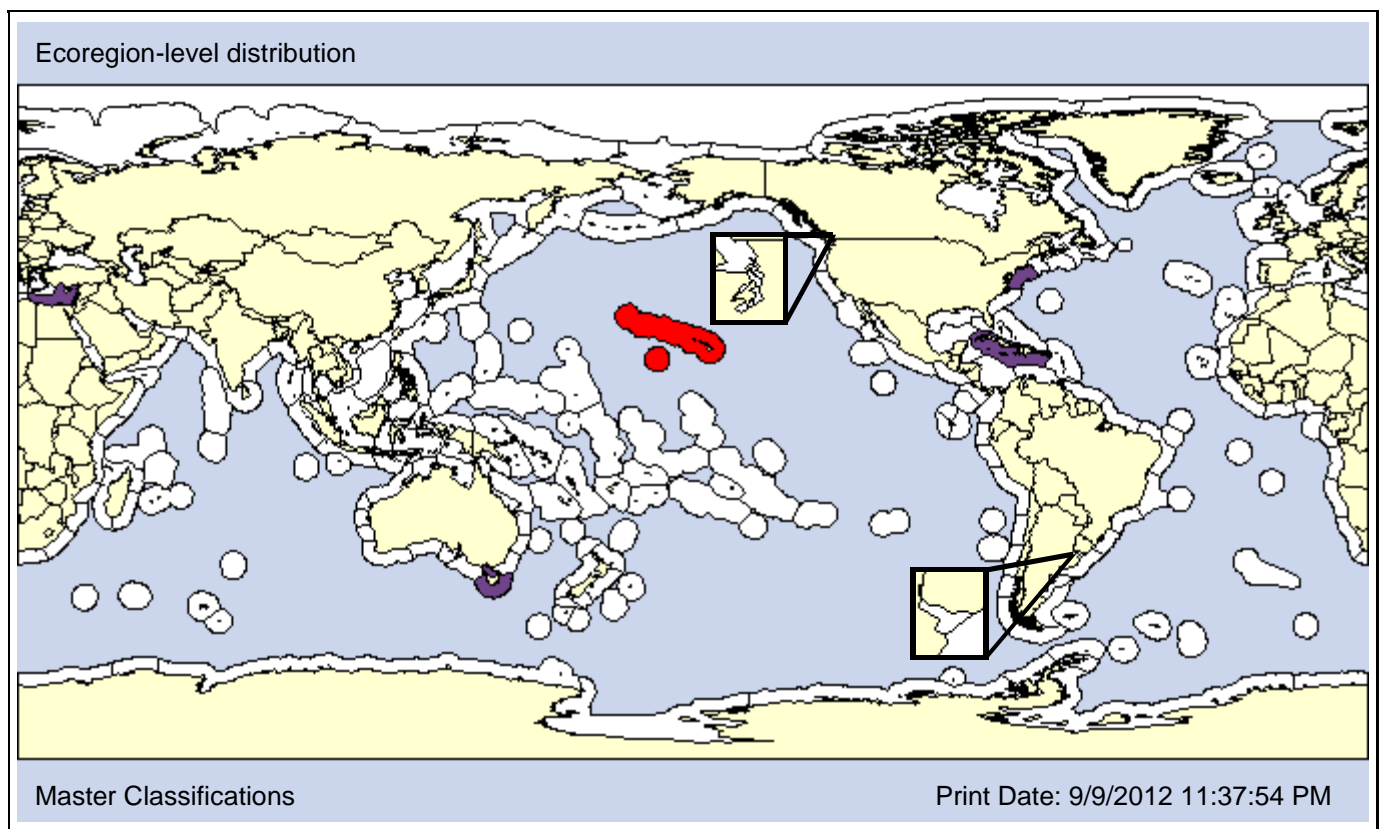 Ecoregion-level distribution
Master Classifications
Print Date: 9/9/2012 11:37:54 PM